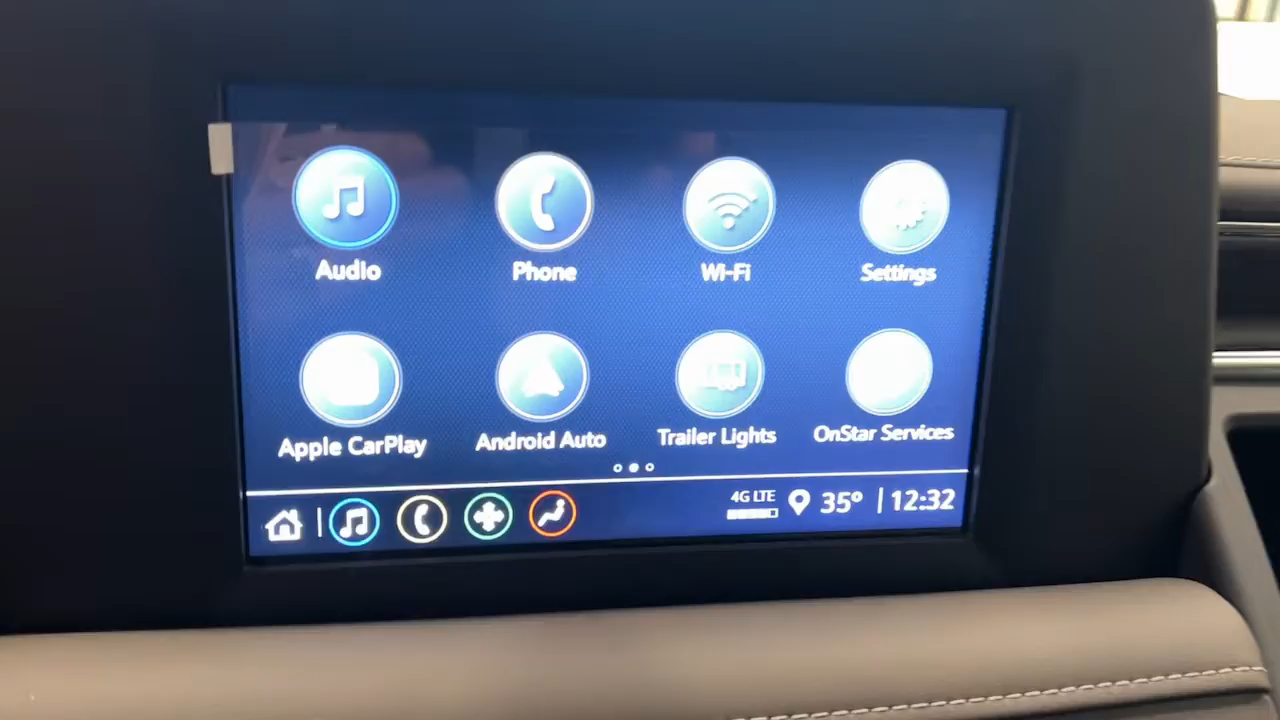 Audio Phone Wi-Fi Settings
Apple CarPlay Android Auto Trailer Lights OnStar Services
4G LTE 35° 12:32